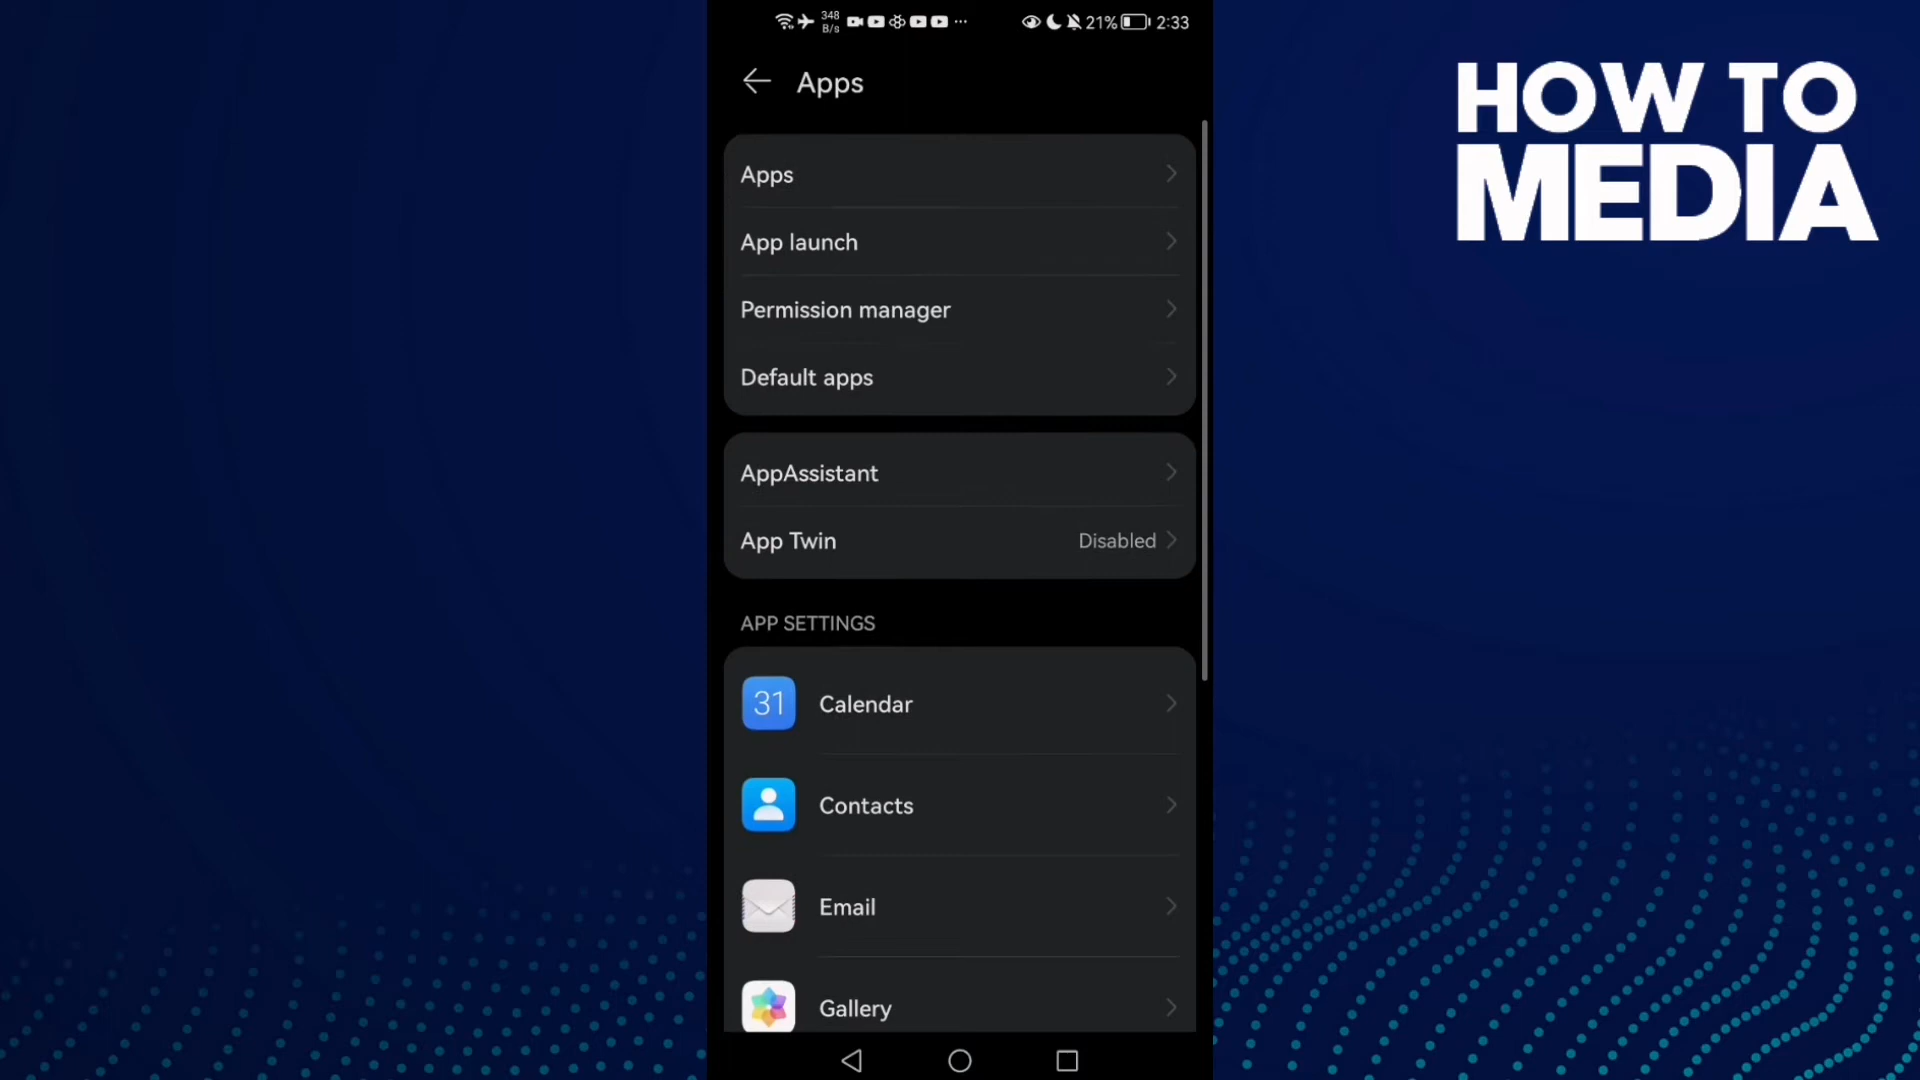 348
B/s
21%
2:33
Apps
Apps
App launch
Permission manager
Default apps
AppAssistant
App Twin
Disabled
APP SETTINGS
31
Calendar
Contacts
Email
Gallery
HOW TO
MEDIA